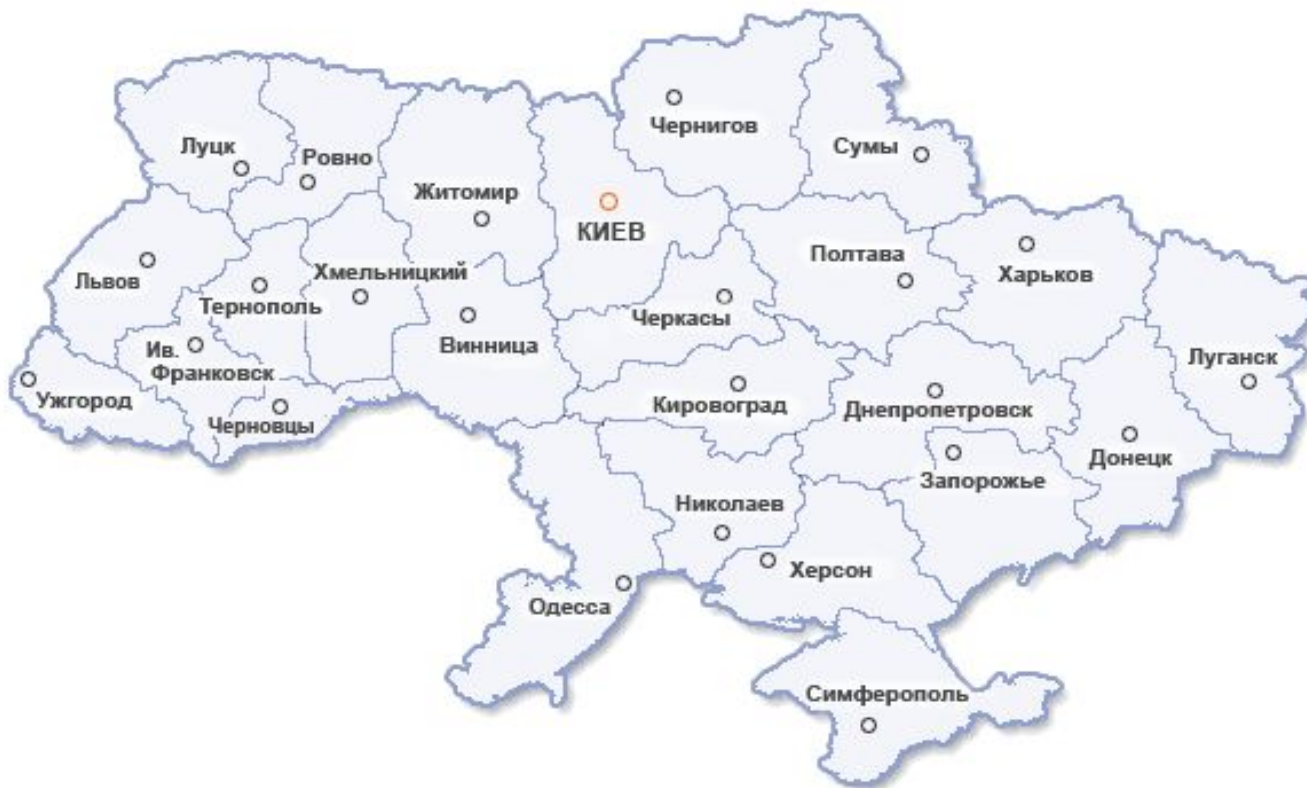 Чернигов
Сумы
Луцк
Ровно
Житомир
КИЕВ
Полтава
Харьков
Львов
Хмельницкий
Тернополь
Черкасы
Винница
Ив.
Франковск
Луганск
Ужгород
Черновцы
Кировоград
Днепропетровск
Донецк
Запорожье
Николаев
Херсон
Одесса
Симферополь